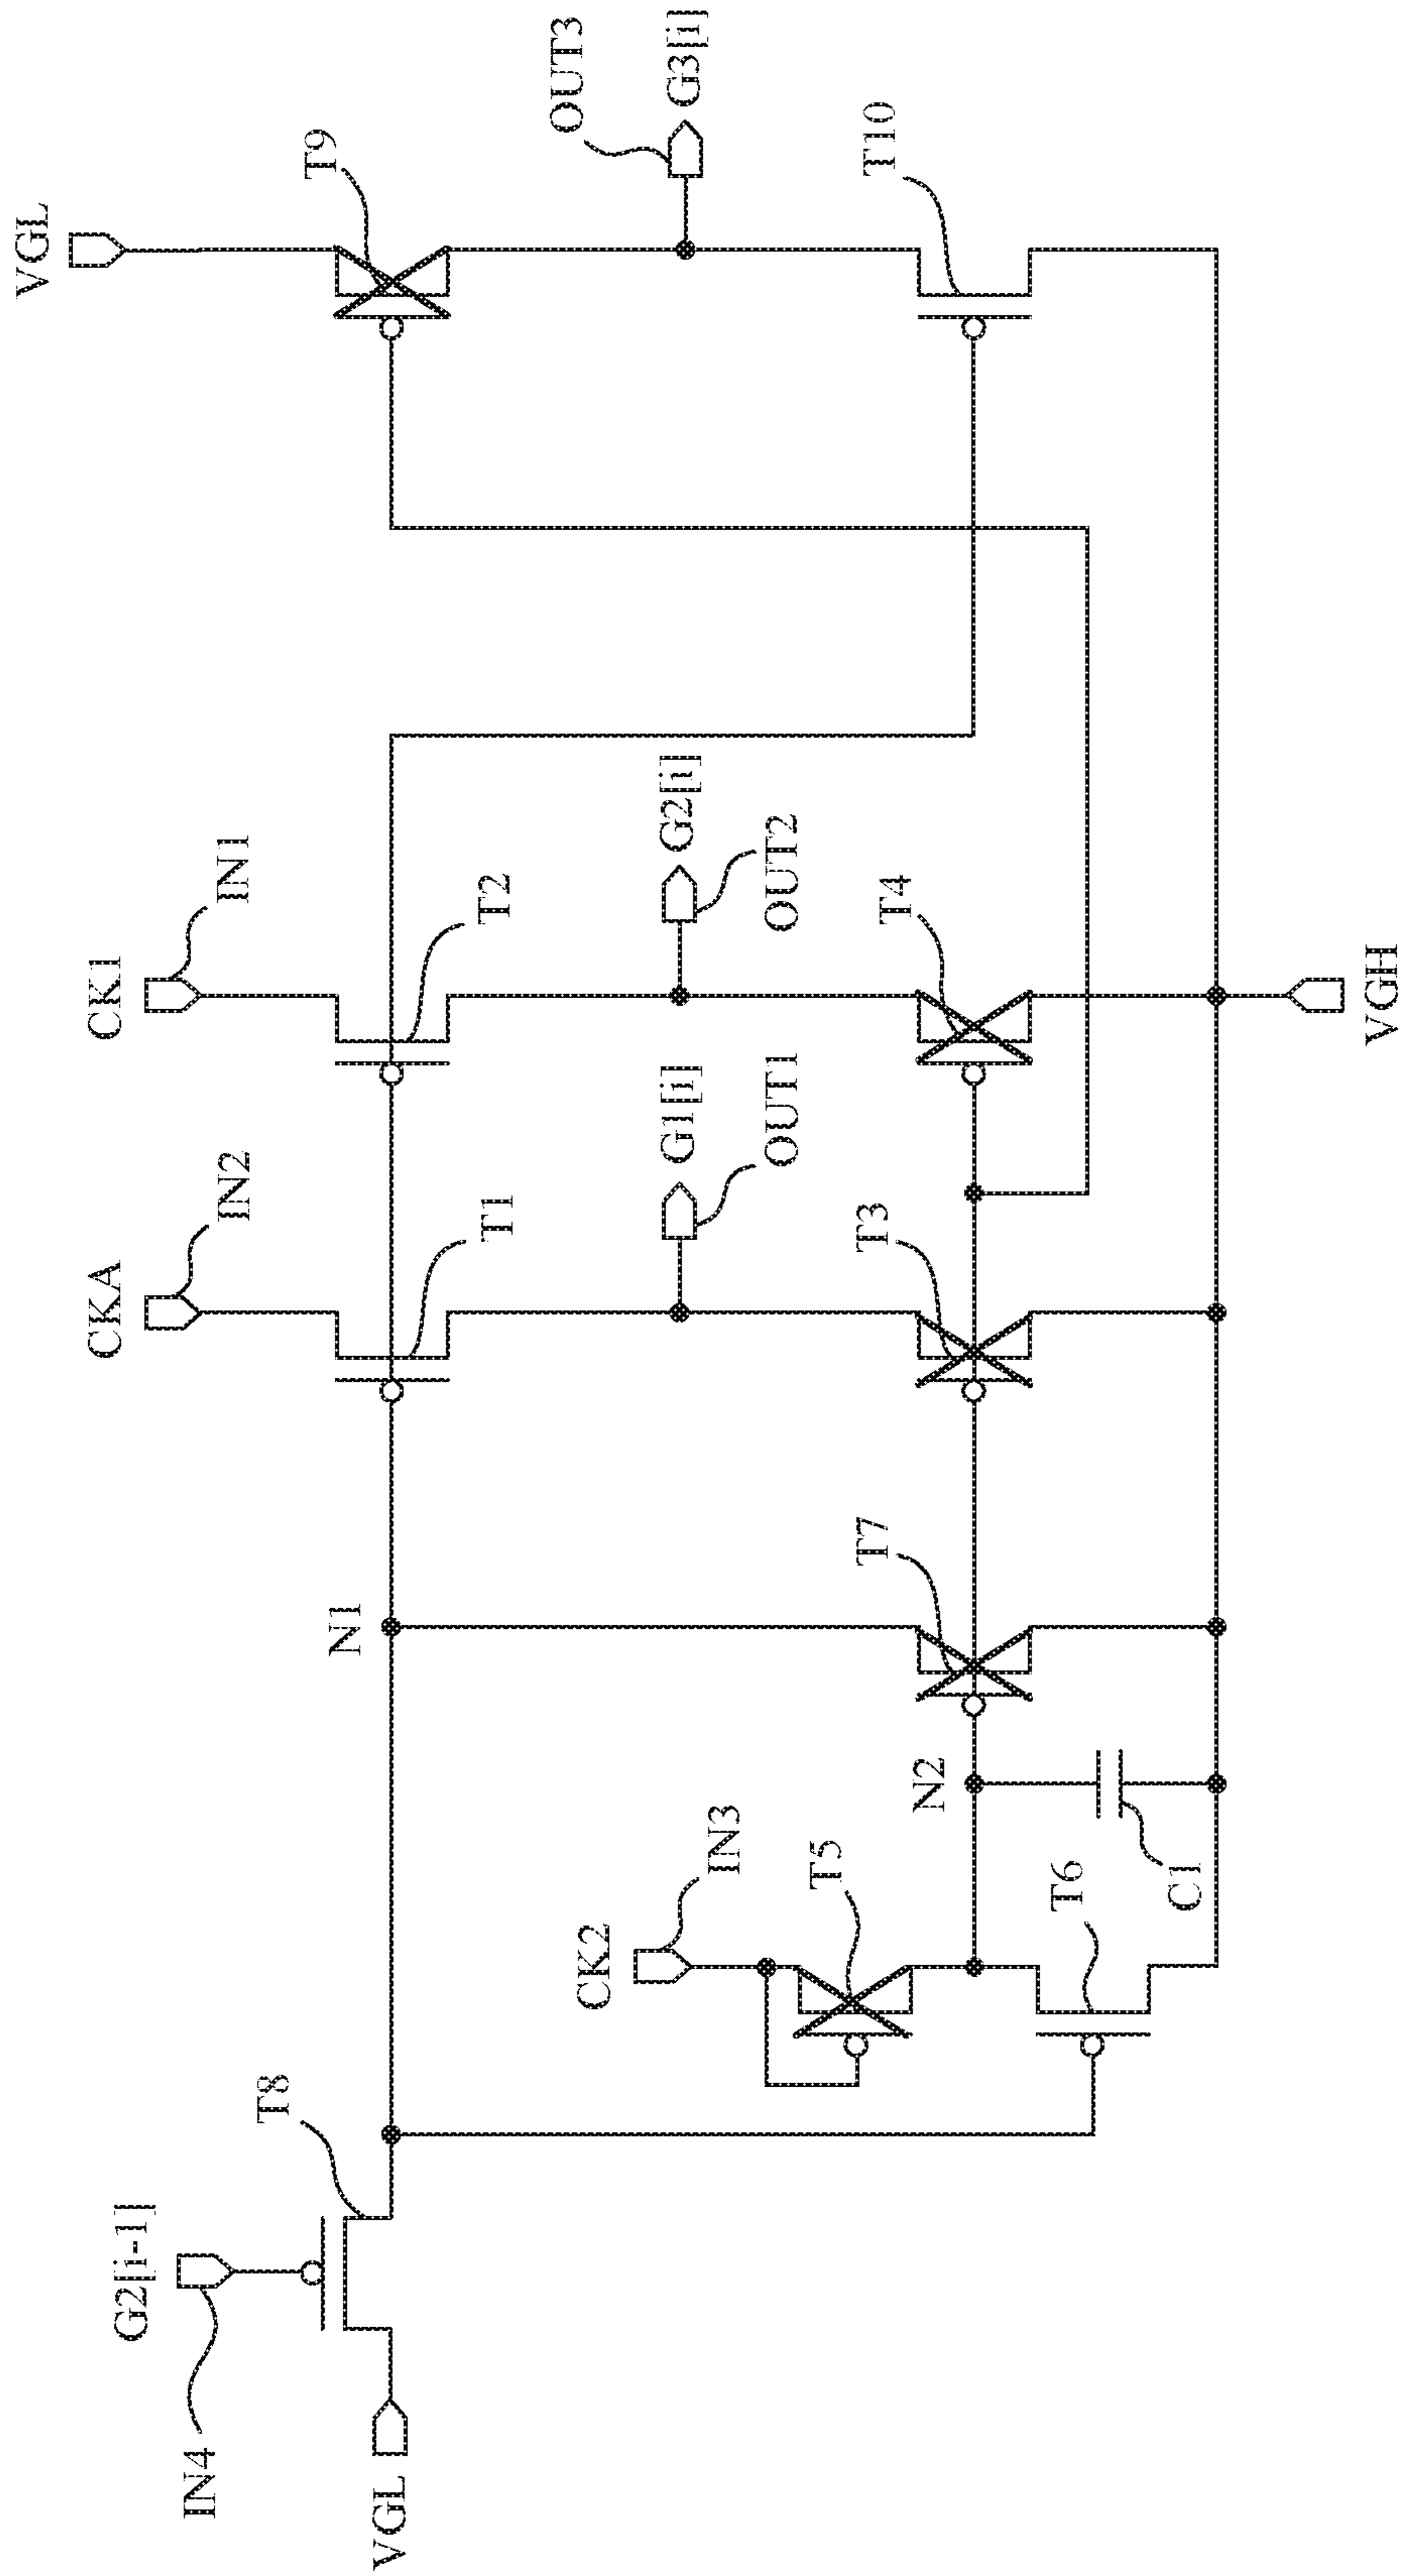 VGL
IN4
G2[i-1]
T8
N1
CK2
IN3
T5
T6
N2
C1
T7
CKA
IN2
T1
G1[i]
OUT1
T3
CK1
IN1
T2
G2[i]
OUT2
T4
VGH
VGL
T9
OUT3
G3[i]
T10